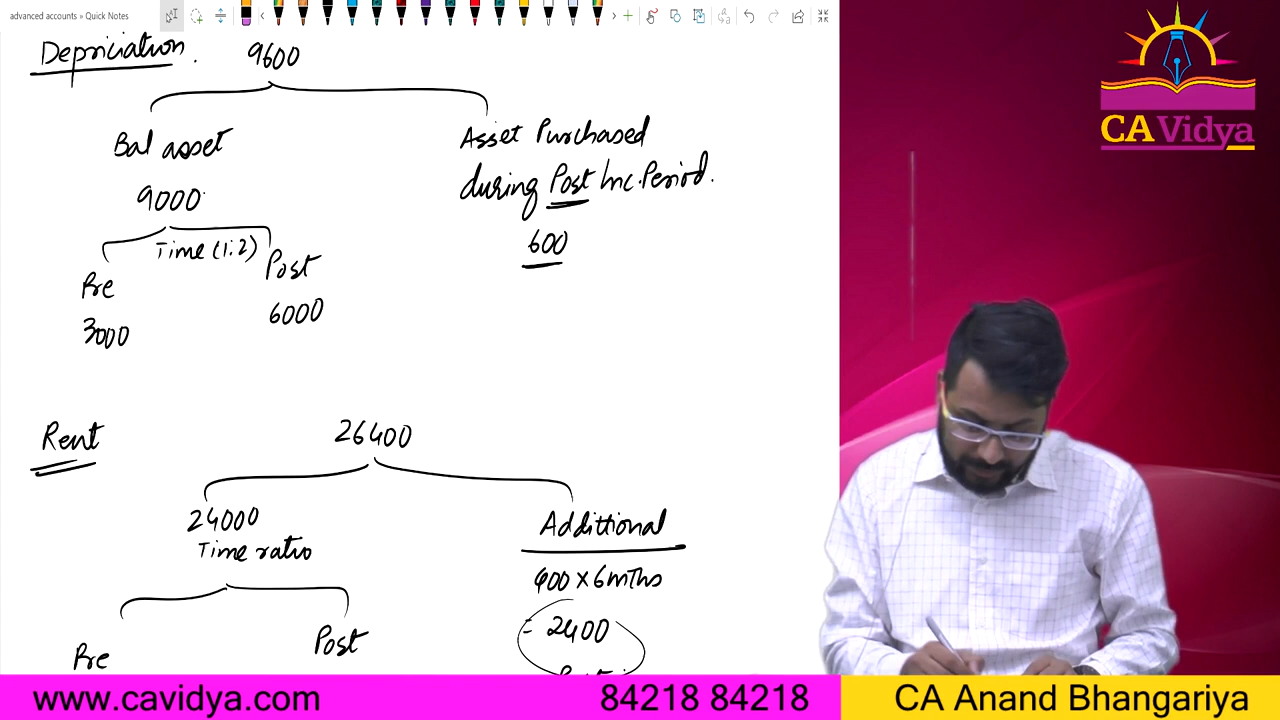 advanced accounts » Quick Notes
Depriciation. 9600
Bal asset
9000
Asset Purchased
during Post Inc. Period.
600
Time (1:2)
Pre
3000
Post
6000
Rent 26400
24000
Time ratio
Additional
400 x 6 mths
= 2400
Pre
Post
CA Vidya
www.cavidya.com
84218 84218
CA Anand Bhangariya